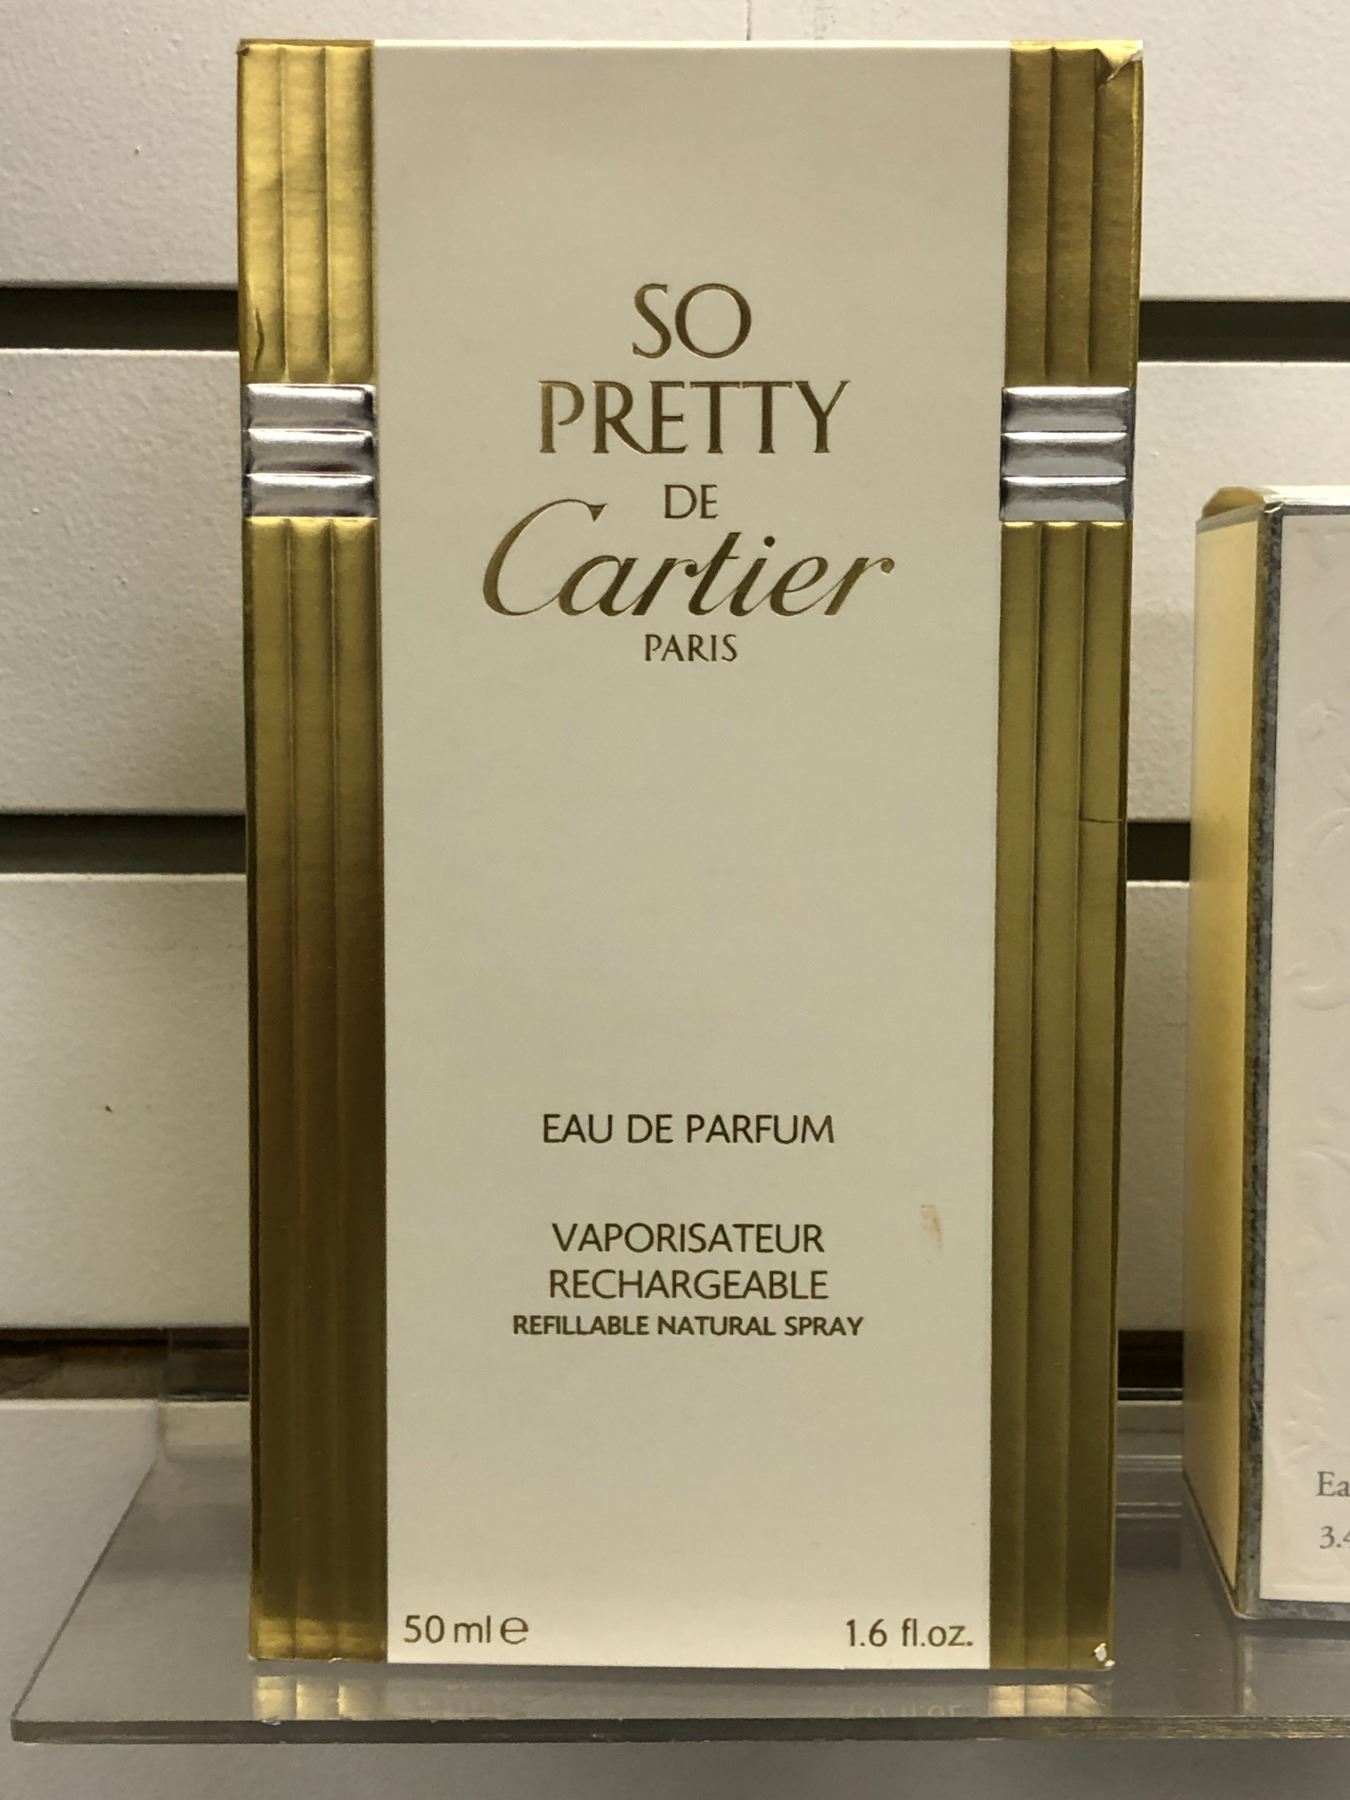 SO
PRETTY
DE
Cartier
PARIS
EAU DE PARFUM
VAPORISATEUR
RECHARGEABLE
REFILLABLE NATURAL SPRAY
50 ml ℮
1.6 fl.oz.